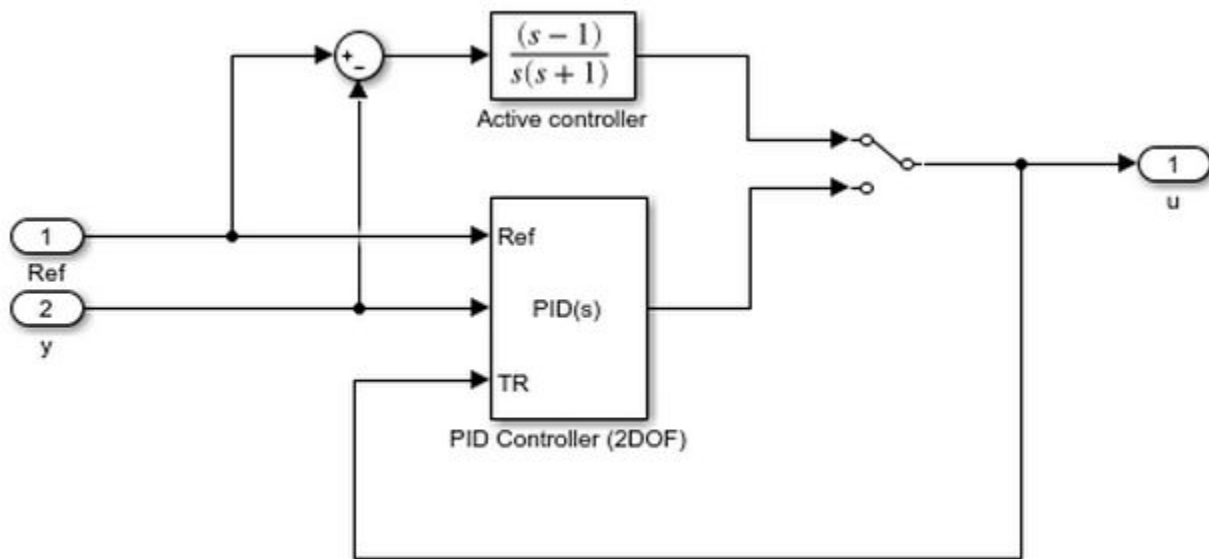 +
−
(s − 1)
s(s + 1)
Active controller
1
Ref
2
y
Ref
PID(s)
TR
PID Controller (2DOF)
1
u